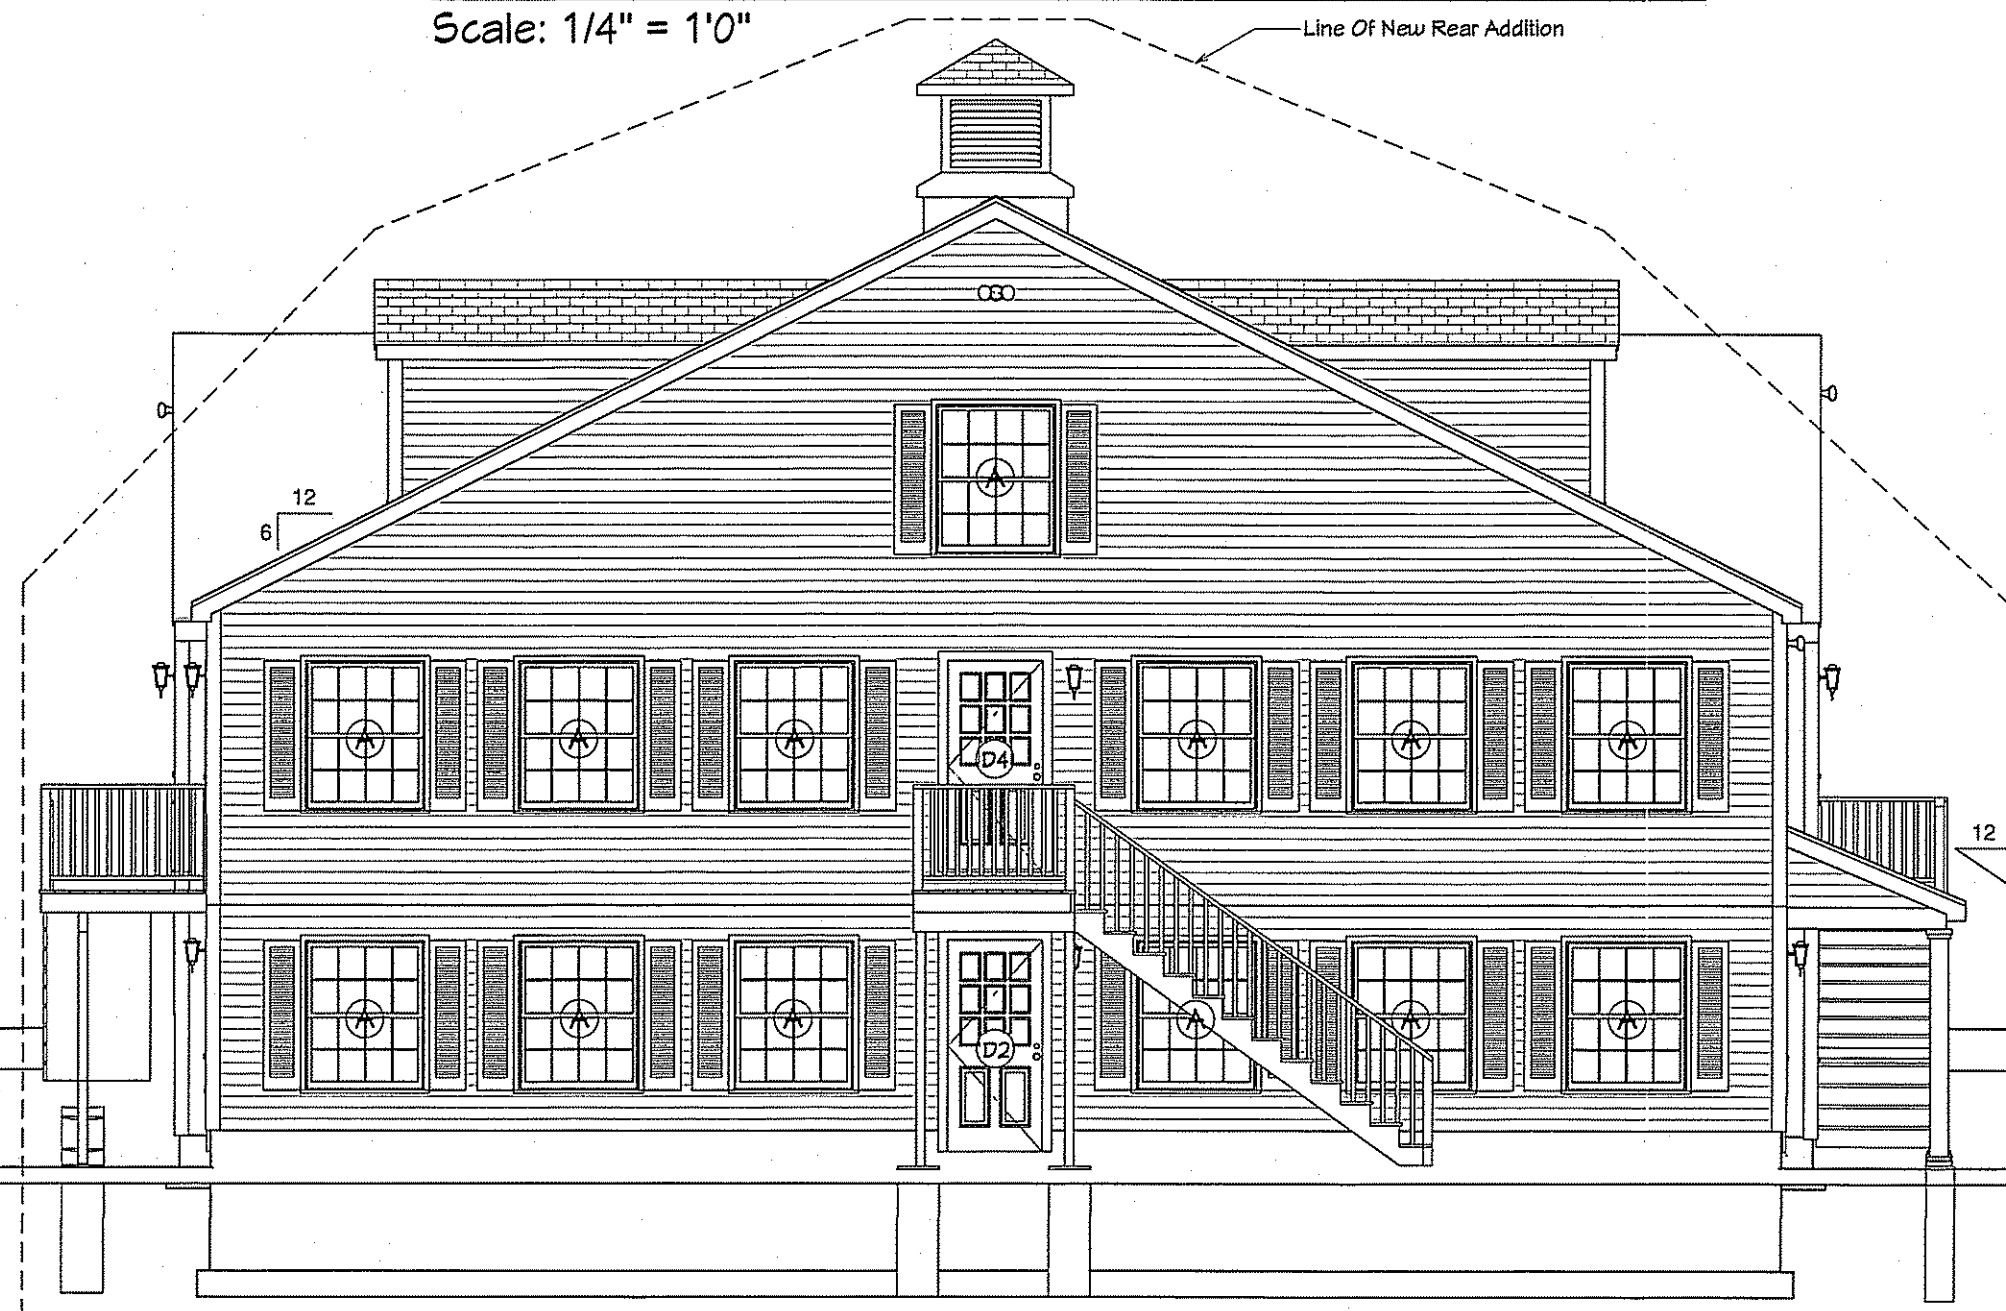 Scale: 1/4" = 1'0"
Line Of New Rear Addition
A
12
6
A A A A A A
D4
12
A A A A A A
D2